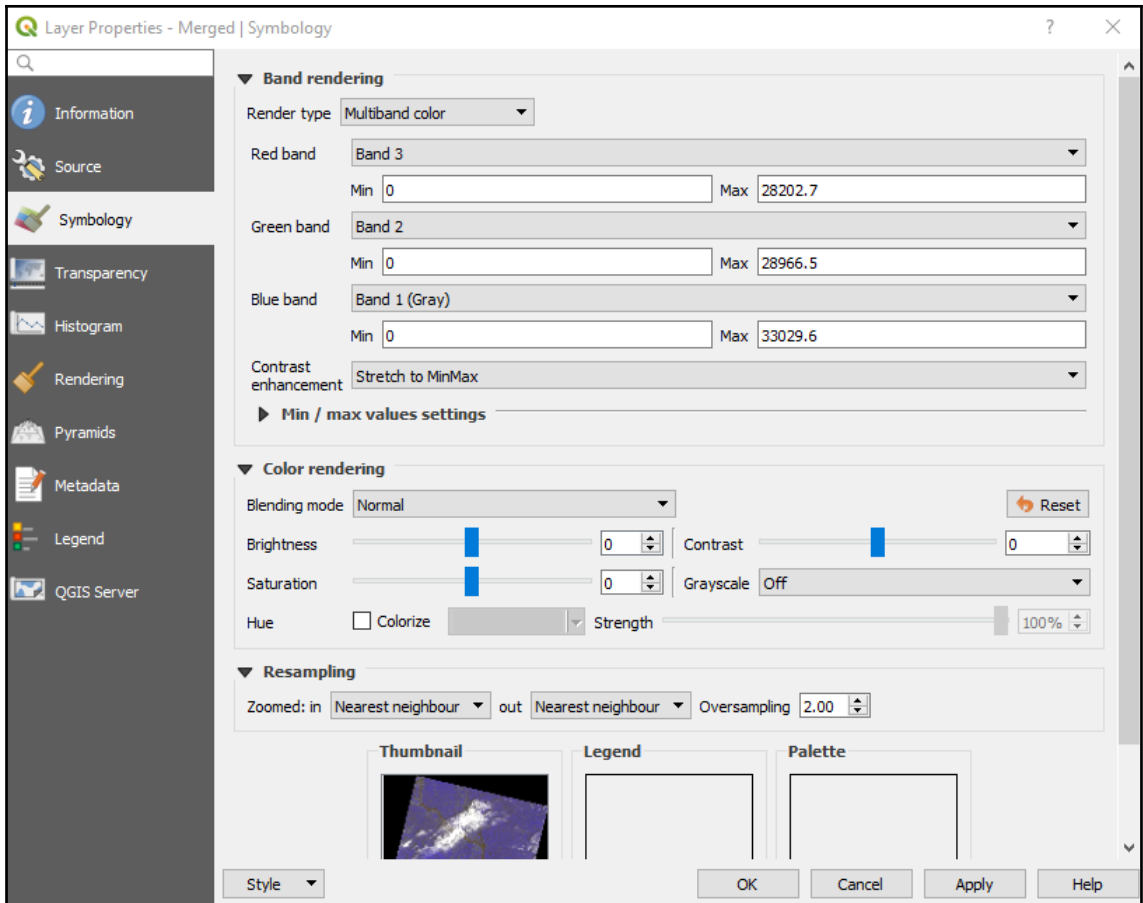 Layer Properties - Merged | Symbology ?
Information
Source
Symbology
Transparency
Histogram
Rendering
Pyramids
Metadata
Legend
QGIS Server
Band rendering
Render type Multiband color
Red band Band 3
Min 0 Max 28202.7
Green band Band 2
Min 0 Max 28966.5
Blue band Band 1 (Gray)
Min 0 Max 33029.6
Contrast
enhancement Stretch to MinMax
Min / max values settings
Color rendering
Blending mode Normal Reset
Brightness 0 Contrast 0
Saturation 0 Grayscale Off
Hue Colorize Strength 100%
Resampling
Zoomed: in Nearest neighbour out Nearest neighbour Oversampling 2.00
Thumbnail Legend Palette
Style OK Cancel Apply Help